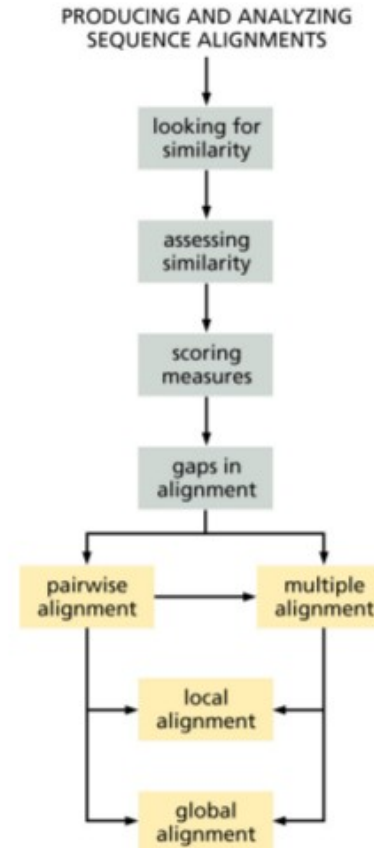 PRODUCING AND ANALYZING
SEQUENCE ALIGNMENTS
looking for
similarity
assessing
similarity
scoring
measures
gaps in
alignment
pairwise
alignment
multiple
alignment
local
alignment
global
alignment